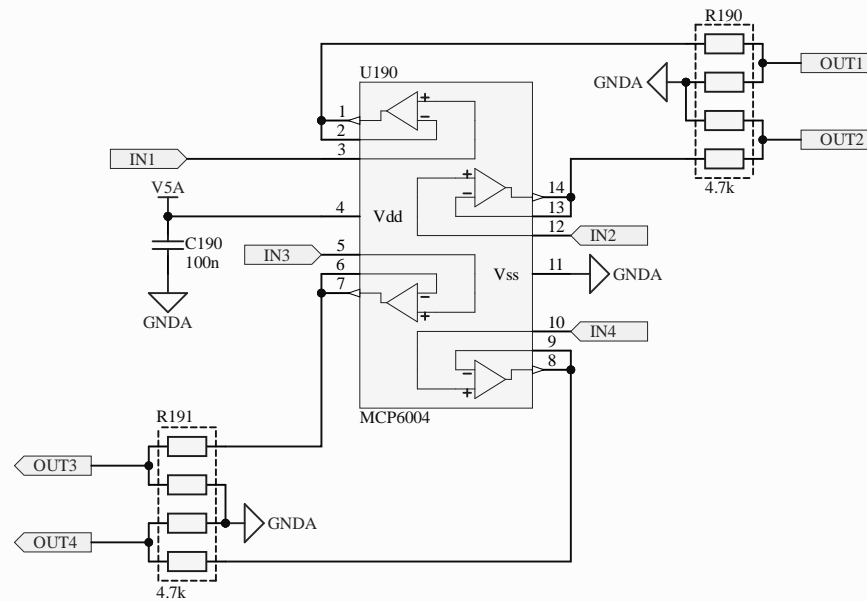 R190
OUT1
GNDA
OUT2
4.7k
U190
1
2
3
IN1
+
−
14
13
12
+
−
IN2
V5A
4
Vdd
C190
100n
GNDA
IN3
5
6
7
−
+
Vss
11
GNDA
10
9
8
IN4
−
+
MCP6004
R191
OUT3
GNDA
OUT4
4.7k